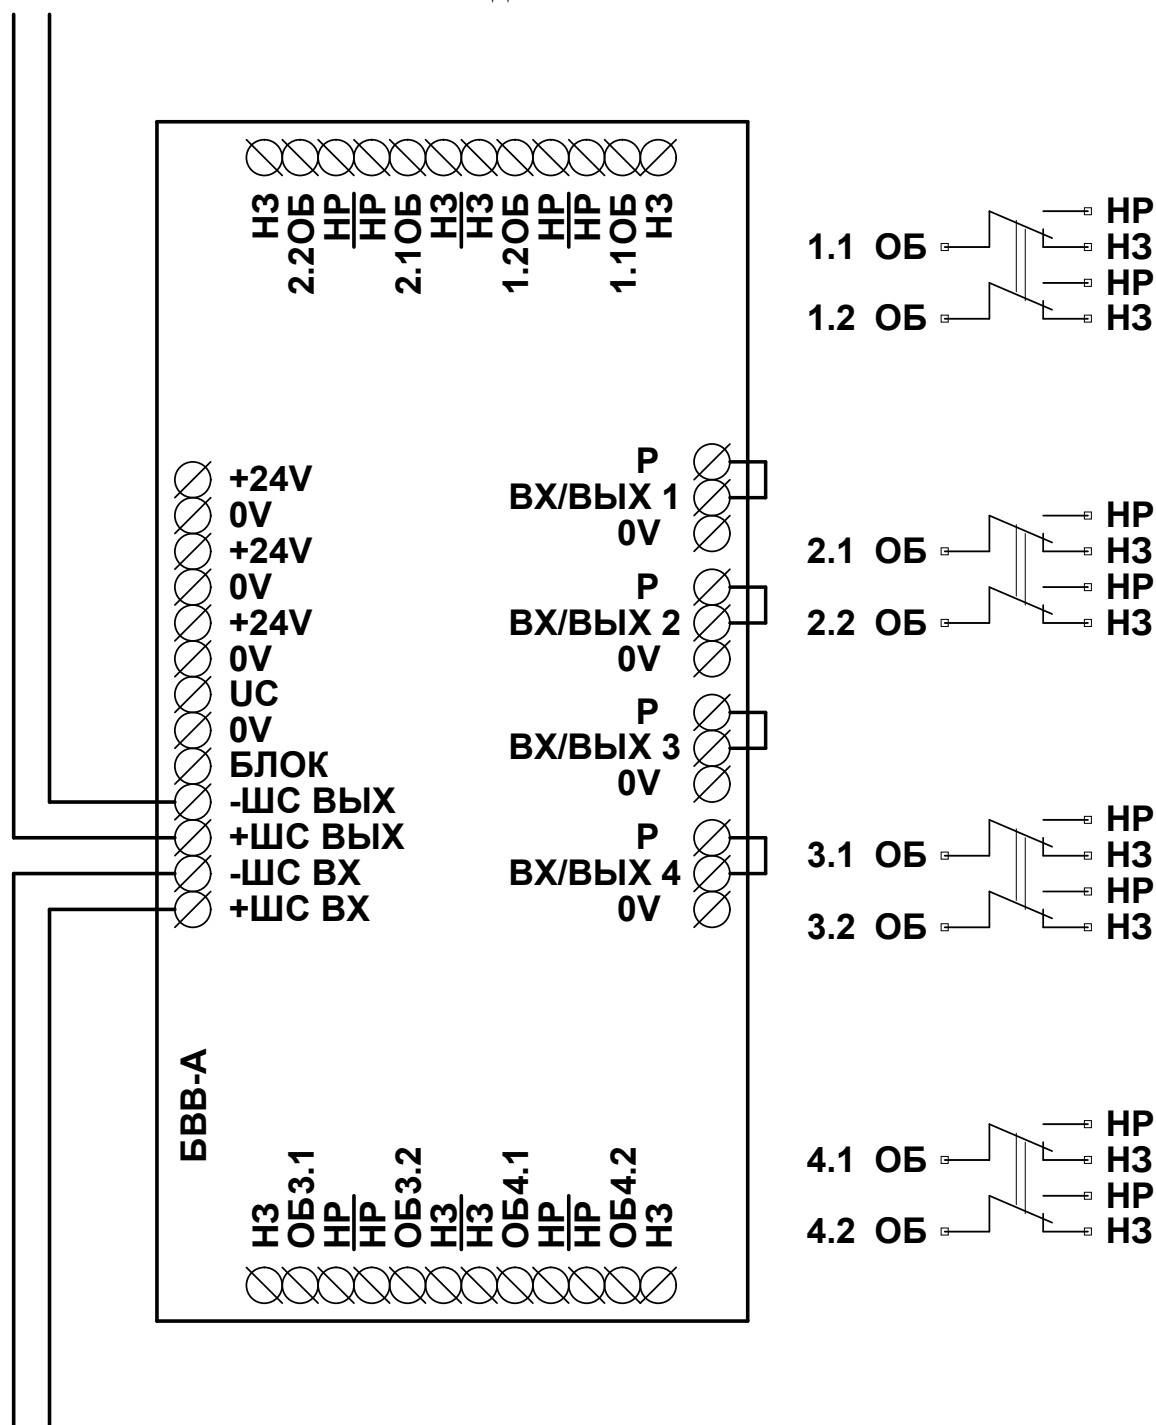 НЗ
2.2ОБ
НР
НР
2.1ОБ
НЗ
НЗ
1.2ОБ
НР
НР
1.1ОБ
НЗ
+24V
0V
+24V
0V
+24V
0V
UC
0V
БЛОК
-ШС ВЫХ
+ШС ВЫХ
-ШС ВХ
+ШС ВХ
Р
ВХ/ВЫХ 1
0V
Р
ВХ/ВЫХ 2
0V
Р
ВХ/ВЫХ 3
0V
Р
ВХ/ВЫХ 4
0V
БВВ-А
НЗ
ОБ3.1
НР
НР
ОБ3.2
НЗ
НЗ
ОБ4.1
НР
НР
ОБ4.2
НЗ
НР
1.1 ОБ НЗ
НР
1.2 ОБ НЗ
НР
2.1 ОБ НЗ
НР
2.2 ОБ НЗ
НР
3.1 ОБ НЗ
НР
3.2 ОБ НЗ
НР
4.1 ОБ НЗ
НР
4.2 ОБ НЗ